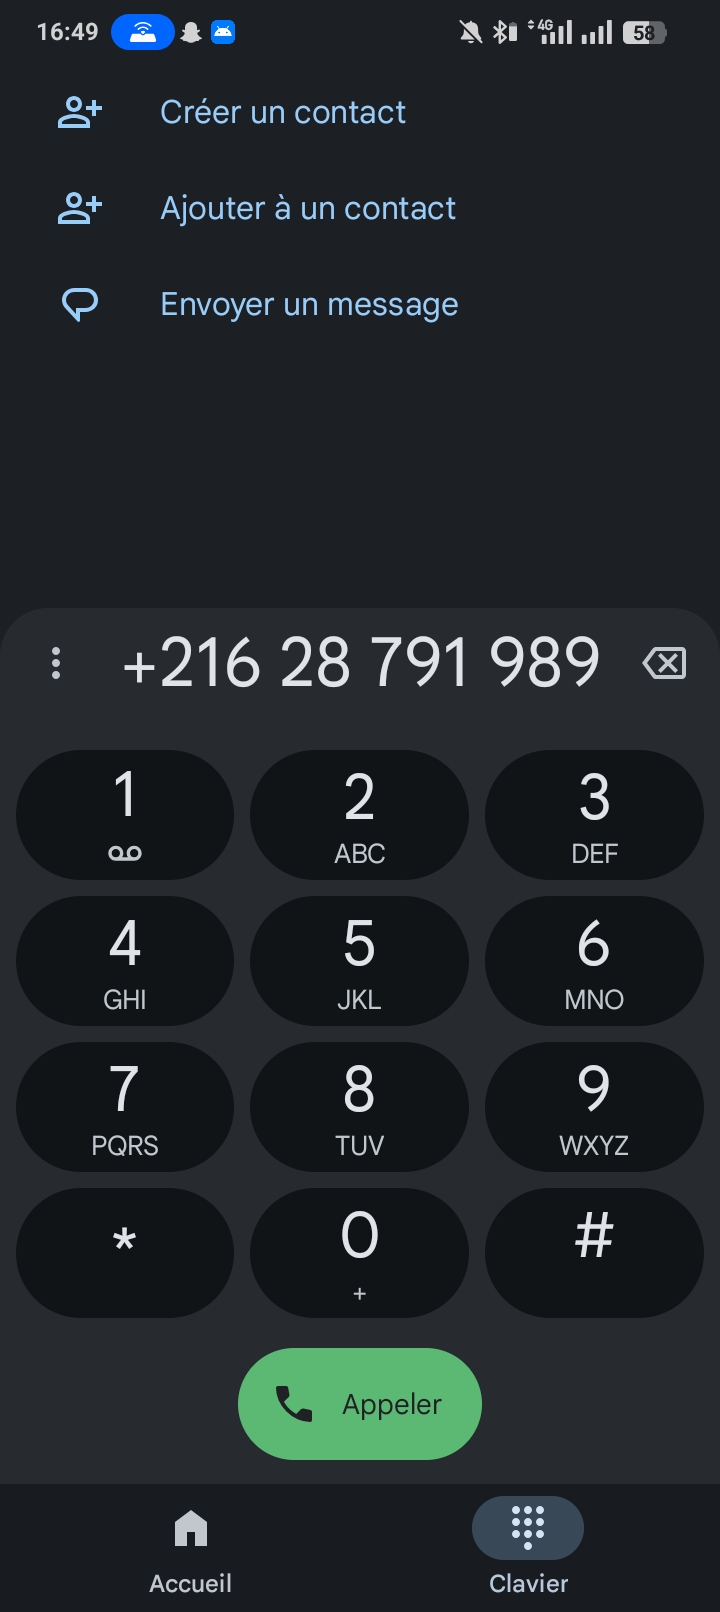 16:49 4G 58
Créer un contact
Ajouter à un contact
Envoyer un message
+216 28 791 989
1 2 3
ABC DEF
4 5 6
GHI JKL MNO
7 8 9
PQRS TUV WXYZ
* 0 #
+
Appeler
Accueil Clavier